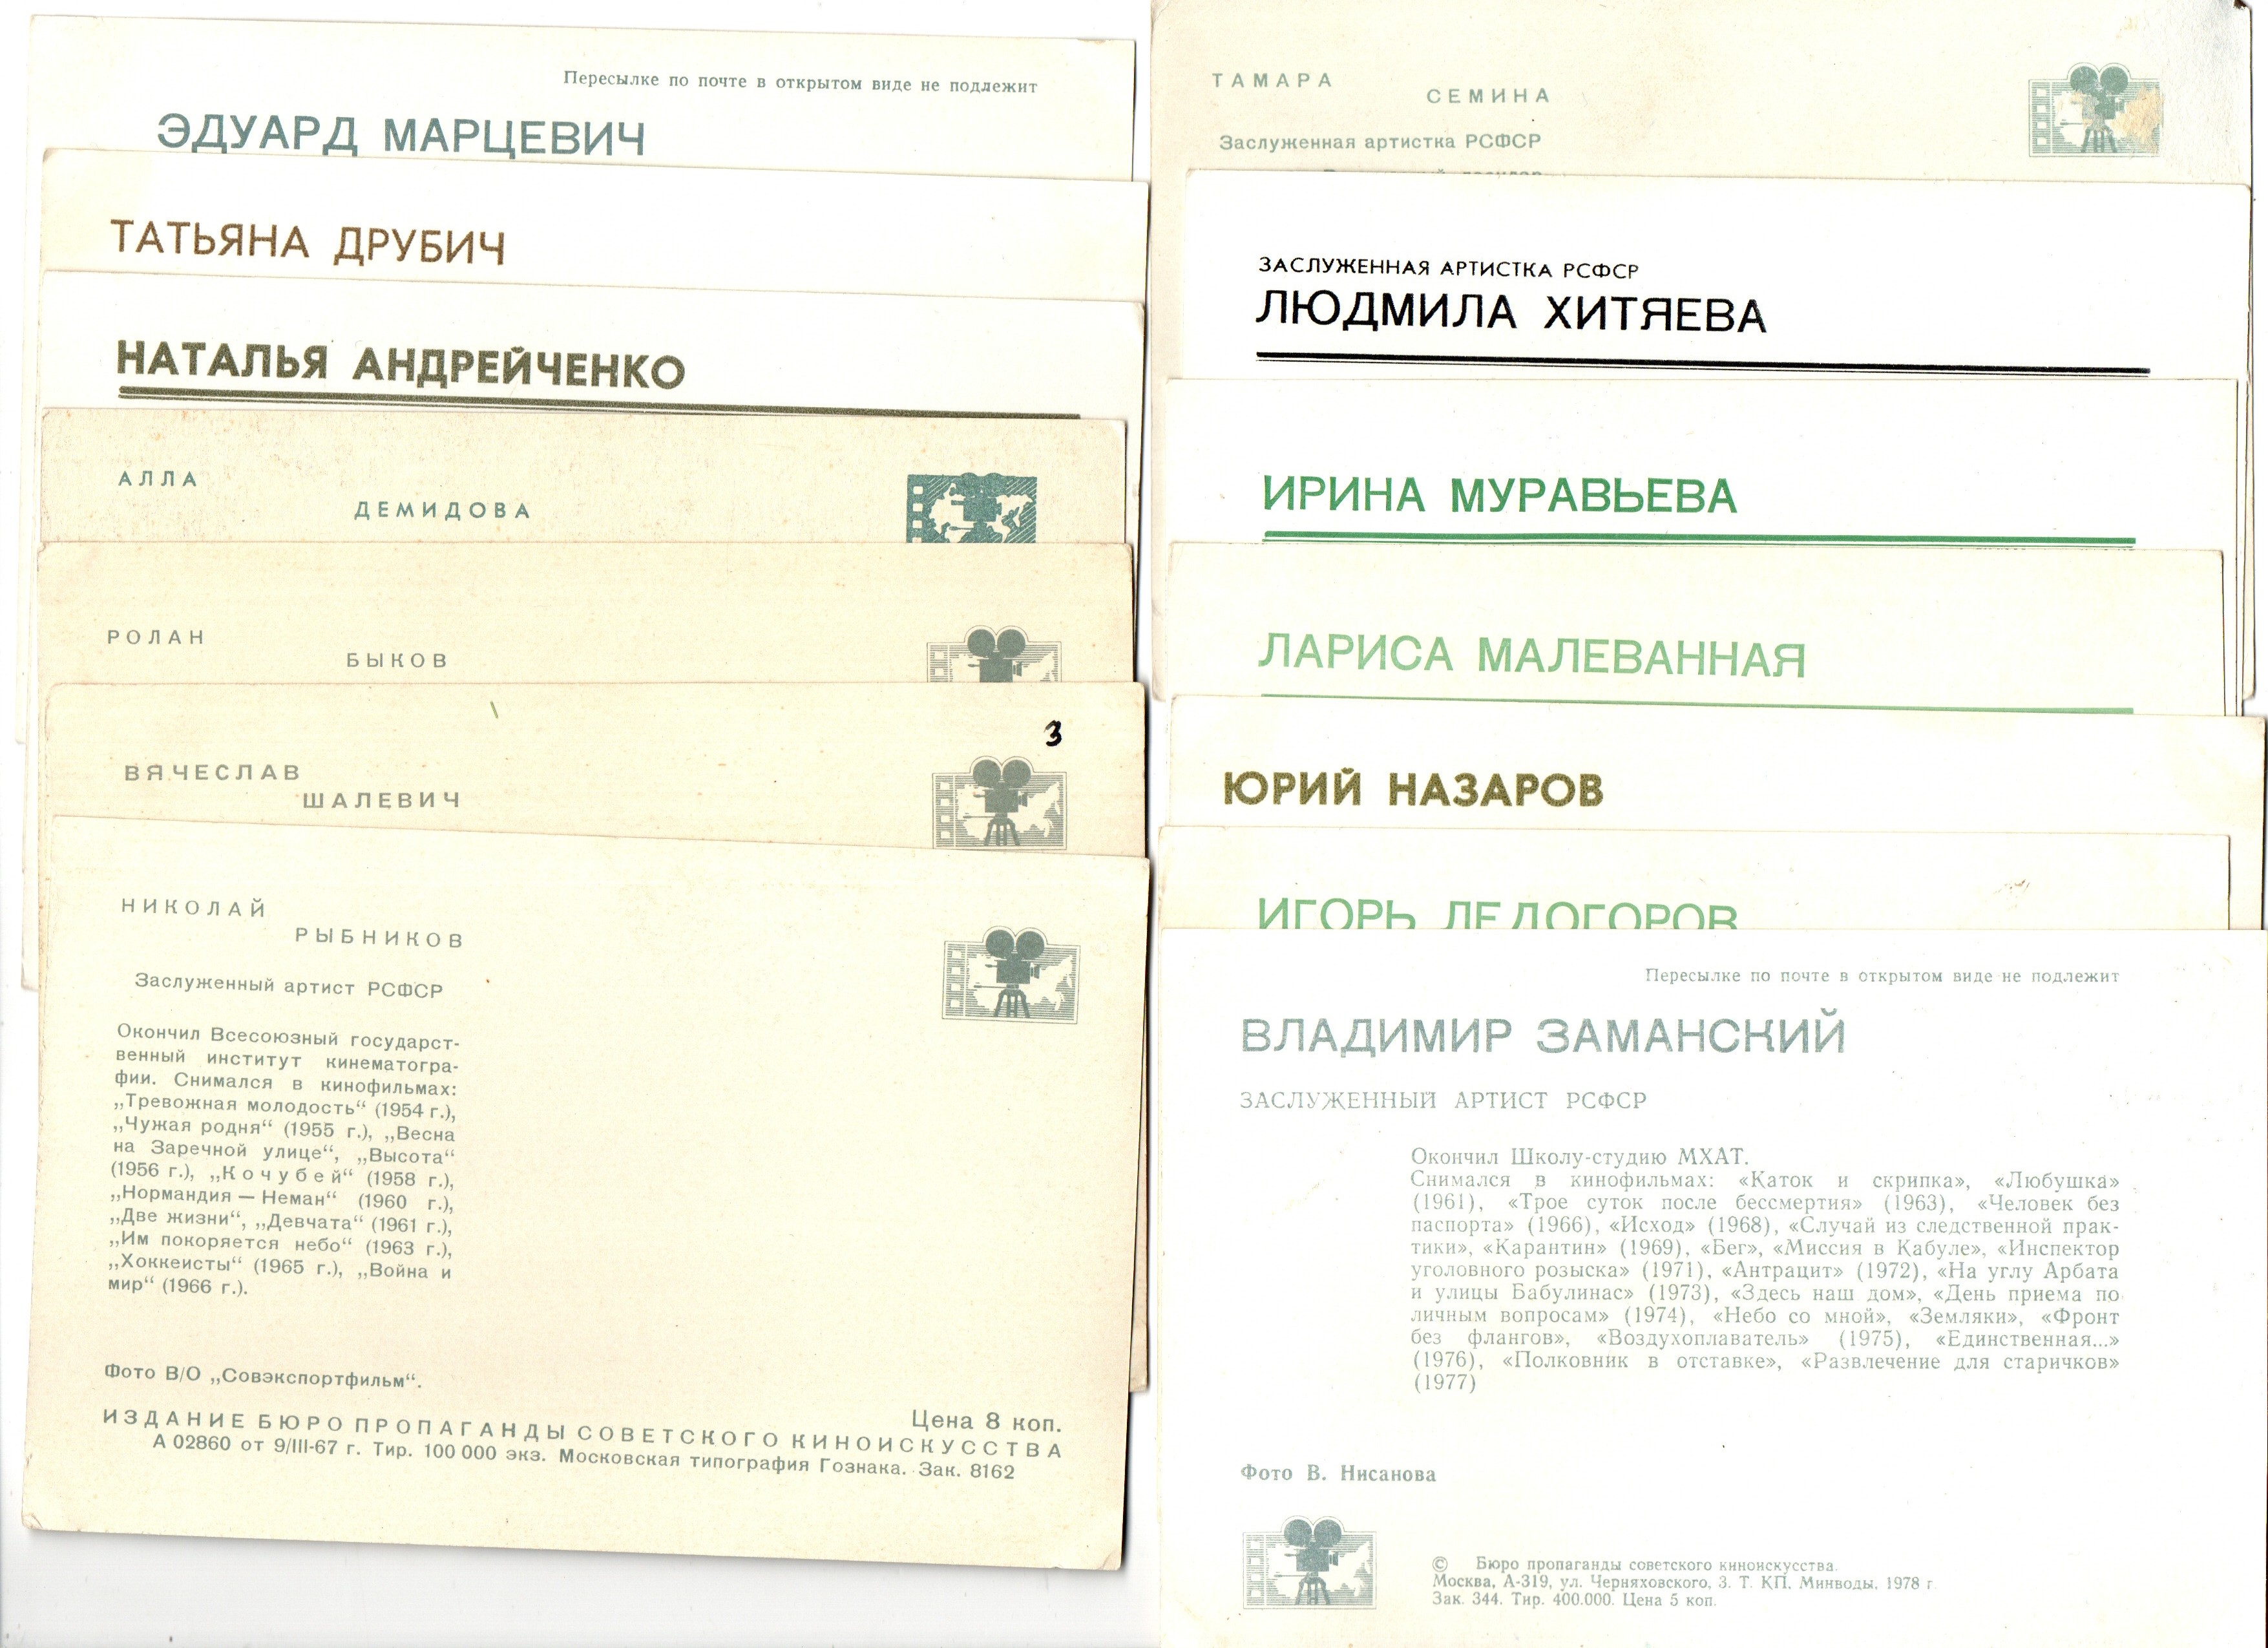 Пересылке по почте в открытом виде не подлежит
ЭДУАРД МАРЦЕВИЧ
ТАТЬЯНА ДРУБИЧ
НАТАЛЬЯ АНДРЕЙЧЕНКО
АЛЛА
ДЕМИДОВА
РОЛАН
БЫКОВ
3
ВЯЧЕСЛАВ
ШАЛЕВИЧ
НИКОЛАЙ
РЫБНИКОВ
Заслуженный артист РСФСР
Окончил Всесоюзный государст-
венный институт кинематогра-
фии. Снимался в кинофильмах:
„Тревожная молодость“ (1954 г.),
„Чужая родня“ (1955 г.), „Весна
на Заречной улице“, „Высота“
(1956 г.), „Кочубей“ (1958 г.),
„Нормандия — Неман“ (1960 г.),
„Две жизни“, „Девчата“ (1961 г.),
„Им покоряется небо“ (1963 г.),
„Хоккеисты“ (1965 г.), „Война и
мир“ (1966 г.).
Фото В/О „Совэкспортфильм“.
Цена 8 коп.
ИЗДАНИЕ БЮРО ПРОПАГАНДЫ СОВЕТСКОГО КИНОИСКУССТВА
А 02860 от 9/III-67 г. Тир. 100 000 экз. Московская типография Гознака. Зак. 8162
ТАМАРА
СЕМИНА
Заслуженная артистка РСФСР
ЗАСЛУЖЕННАЯ АРТИСТКА РСФСР
ЛЮДМИЛА ХИТЯЕВА
ИРИНА МУРАВЬЕВА
ЛАРИСА МАЛЕВАННАЯ
ЮРИЙ НАЗАРОВ
ИГОРЬ ЛЕДОГОРОВ
Пересылке по почте в открытом виде не подлежит
ВЛАДИМИР ЗАМАНСКИЙ
ЗАСЛУЖЕННЫЙ АРТИСТ РСФСР
Окончил Школу-студию МХАТ.
Снимался в кинофильмах: «Каток и скрипка», «Любушка»
(1961), «Трое суток после бессмертия» (1963), «Человек без
паспорта» (1966), «Исход» (1968), «Случай из следственной прак-
тики», «Карантин» (1969), «Бег», «Миссия в Кабуле», «Инспектор
уголовного розыска» (1971), «Антрацит» (1972), «На углу Арбата
и улицы Бабулинас» (1973), «Здесь наш дом», «День приема по
личным вопросам» (1974), «Небо со мной», «Земляки», «Фронт
без флангов», «Воздухоплаватель» (1975), «Единственная...»
(1976), «Полковник в отставке», «Развлечение для старичков»
(1977)
Фото В. Нисанова
© Бюро пропаганды советского киноискусства.
Москва, А-319, ул. Черняховского, 3. Т. КП. Минводы, 1978 г.
Зак. 344. Тир. 400.000. Цена 5 коп.